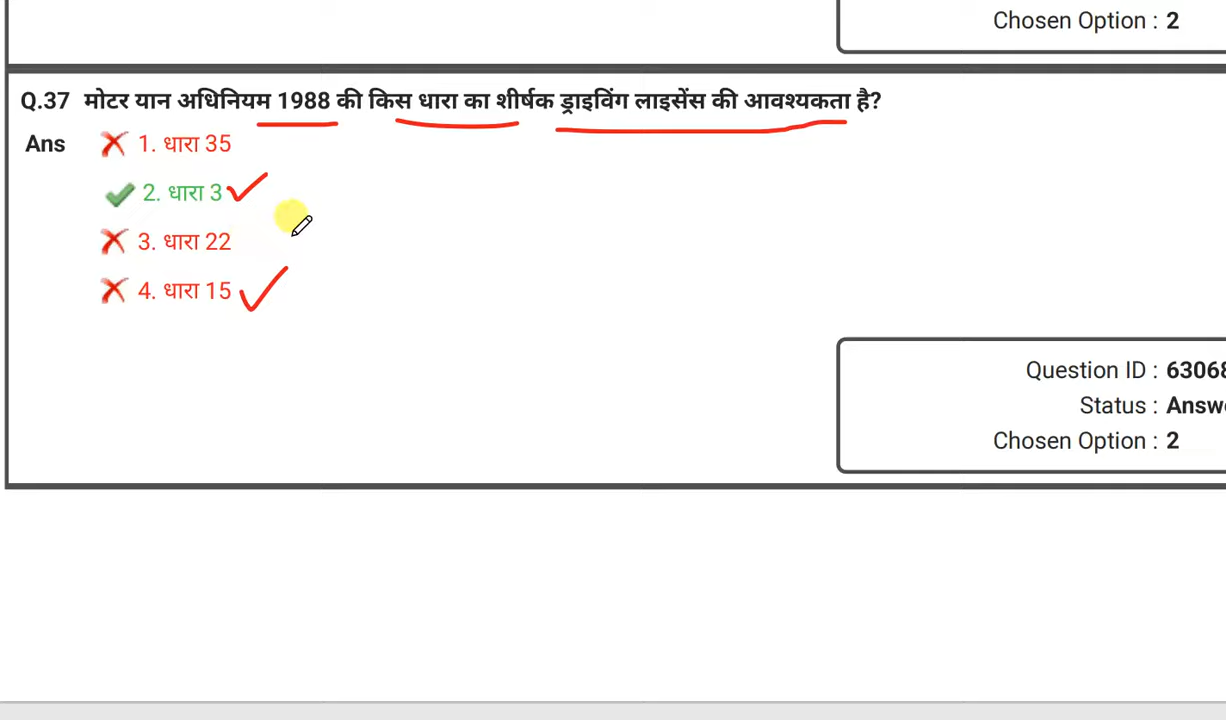 Chosen Option : 2
Q.37 मोटर यान अधिनियम 1988 की किस धारा का शीर्षक ड्राइविंग लाइसेंस की आवश्यकता है?
Ans 1. धारा 35
2. धारा 3
3. धारा 22
4. धारा 15
Question ID : 6306
Status : Answ
Chosen Option : 2